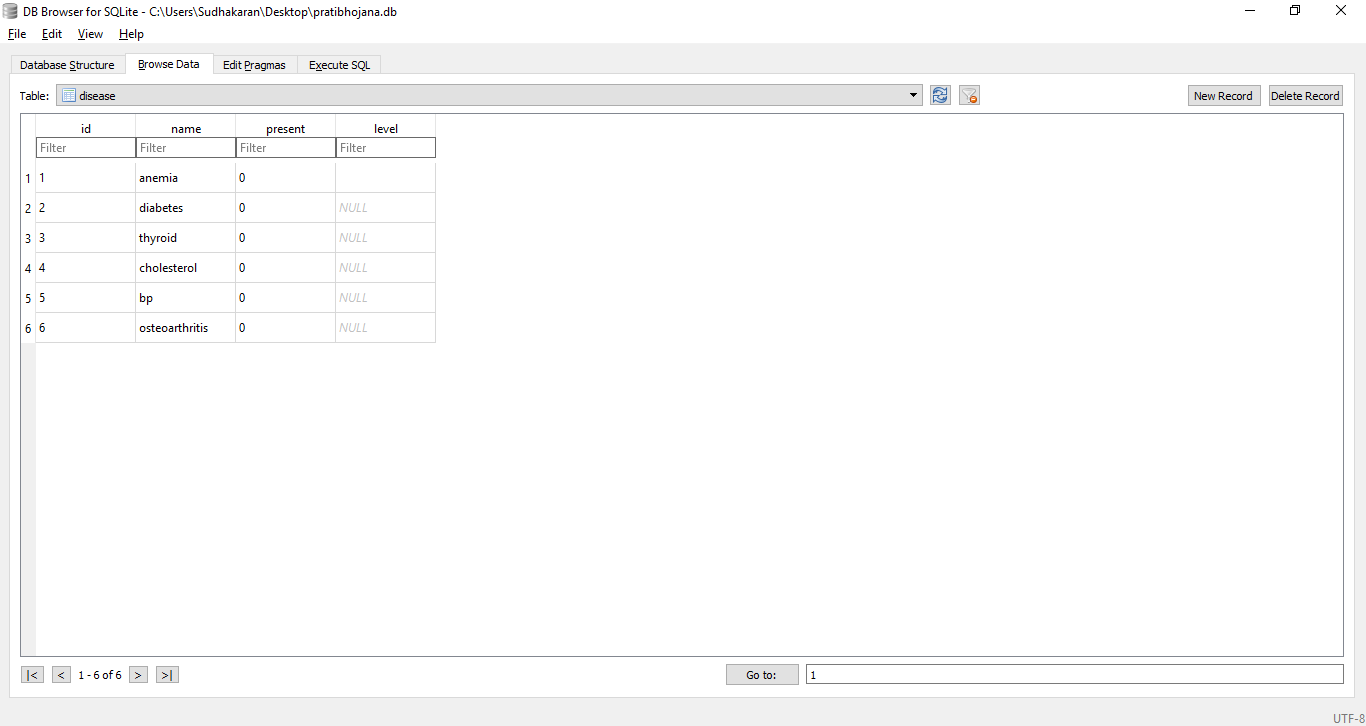 DB Browser for SQLite - C:\Users\Sudhakaran\Desktop\pratibhojana.db
File Edit View Help
Database Structure Browse Data Edit Pragmas Execute SQL
Table: disease New Record Delete Record
id name present level
Filter Filter Filter Filter
1 1 anemia 0
2 2 diabetes 0 NULL
3 3 thyroid 0 NULL
4 4 cholesterol 0 NULL
5 5 bp 0 NULL
6 6 osteoarthritis 0 NULL
|< < 1 - 6 of 6 > >| Go to: 1
UTF-8